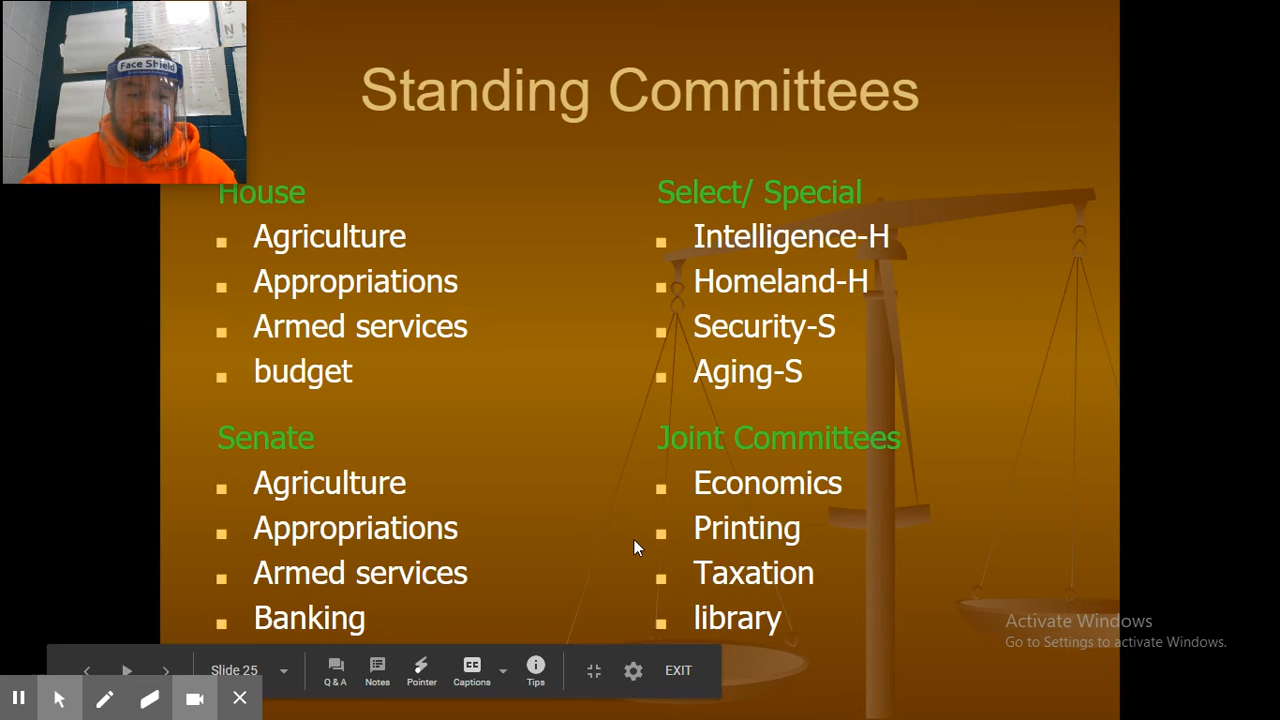 Face Shield
Standing Committees
House
Agriculture
Appropriations
Armed services
budget
Senate
Agriculture
Appropriations
Armed services
Banking
Select/ Special
Intelligence-H
Homeland-H
Security-S
Aging-S
Joint Committees
Economics
Printing
Taxation
library
Activate Windows
Go to Settings to activate Windows.
Slide 25
Q & A
Notes
Pointer
Captions
Tips
EXIT